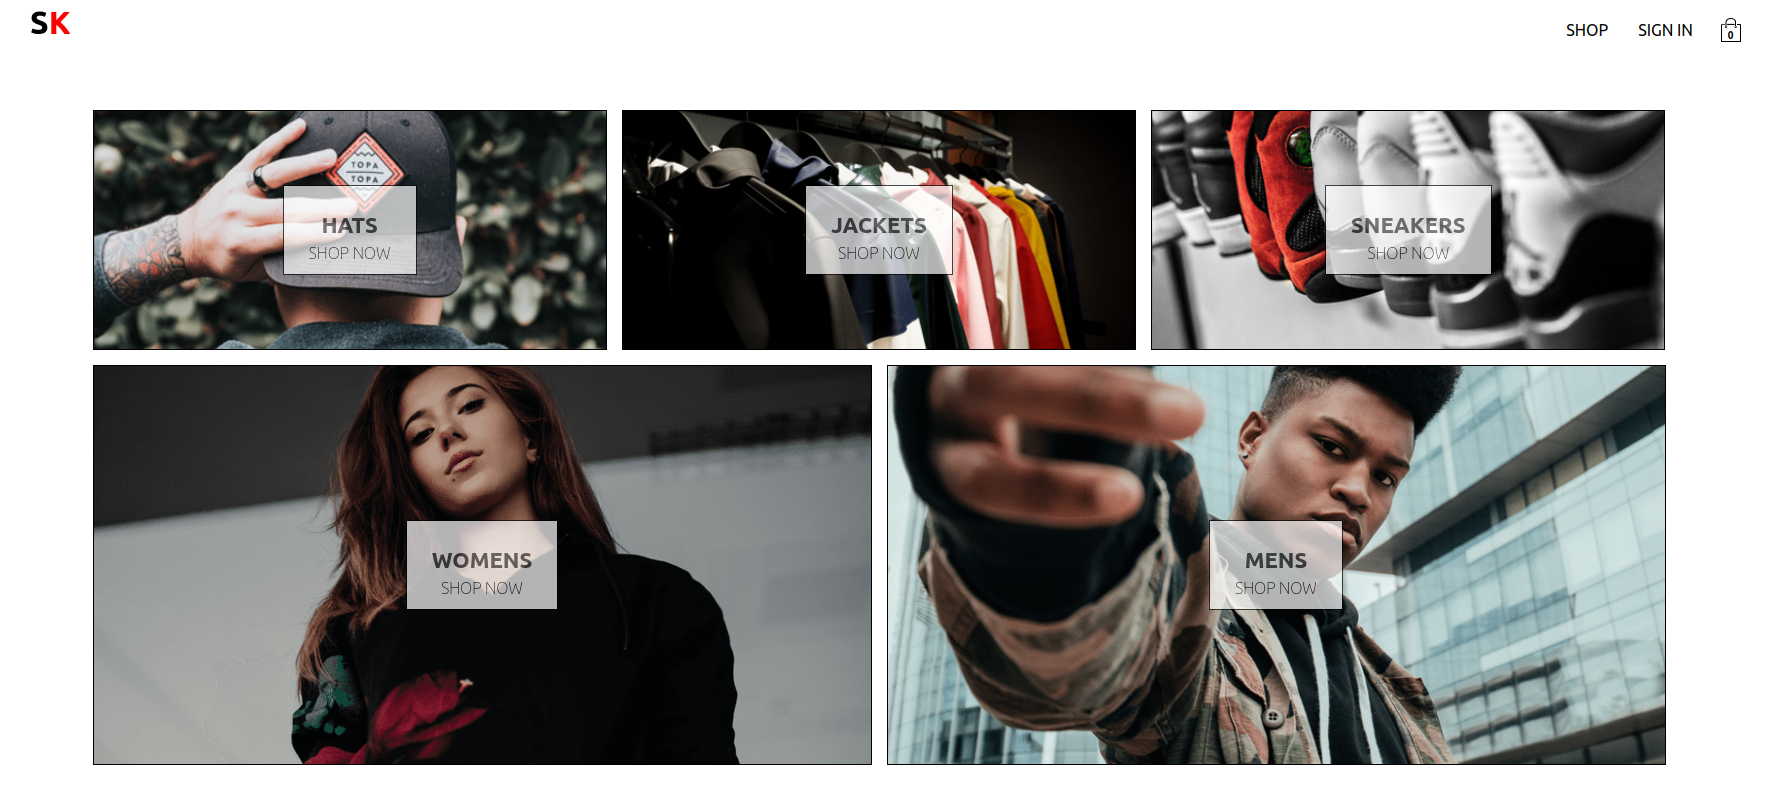 SK
SHOP
SIGN IN
0
TOPA
TOPA
HATS
SHOP NOW
JACKETS
SHOP NOW
SNEAKERS
SHOP NOW
WOMENS
SHOP NOW
MENS
SHOP NOW